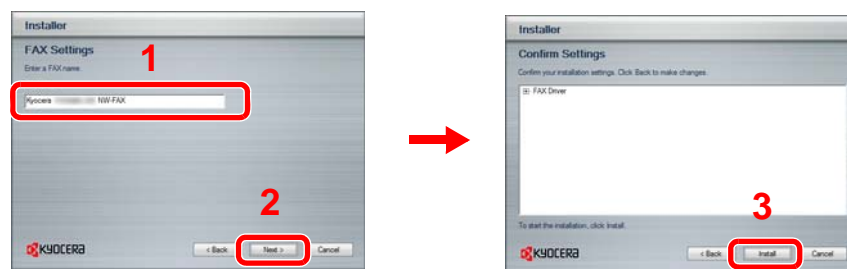 Installer
FAX Settings
1
Enter a FAX name.
Kyocera NW-FAX
2
KYOCERA
< Back
Next >
Cancel
Installer
Confirm Settings
Confirm your installation settings. Click Back to make changes.
FAX Driver
3
To start the installation, click Install.
KYOCERA
< Back
Install
Cancel